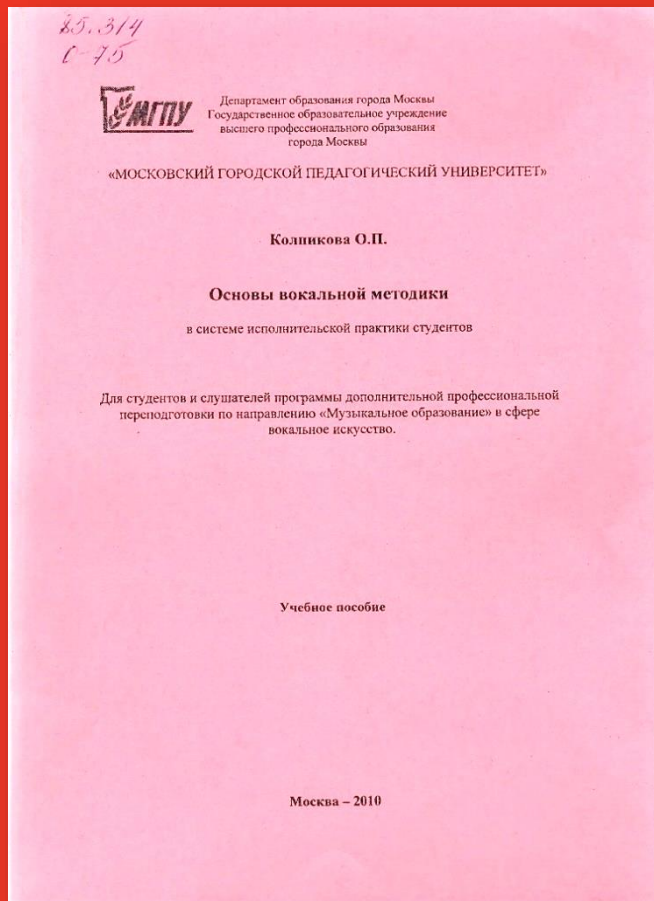 85.314
О-75
МГПУ
Департамент образования города Москвы
Государственное образовательное учреждение
высшего профессионального образования
города Москвы
«МОСКОВСКИЙ ГОРОДСКОЙ ПЕДАГОГИЧЕСКИЙ УНИВЕРСИТЕТ»
Колпикова О.П.
Основы вокальной методики
в системе исполнительской практики студентов
Для студентов и слушателей программы дополнительной профессиональной
переподготовки по направлению «Музыкальное образование» в сфере
вокальное искусство.
Учебное пособие
Москва – 2010